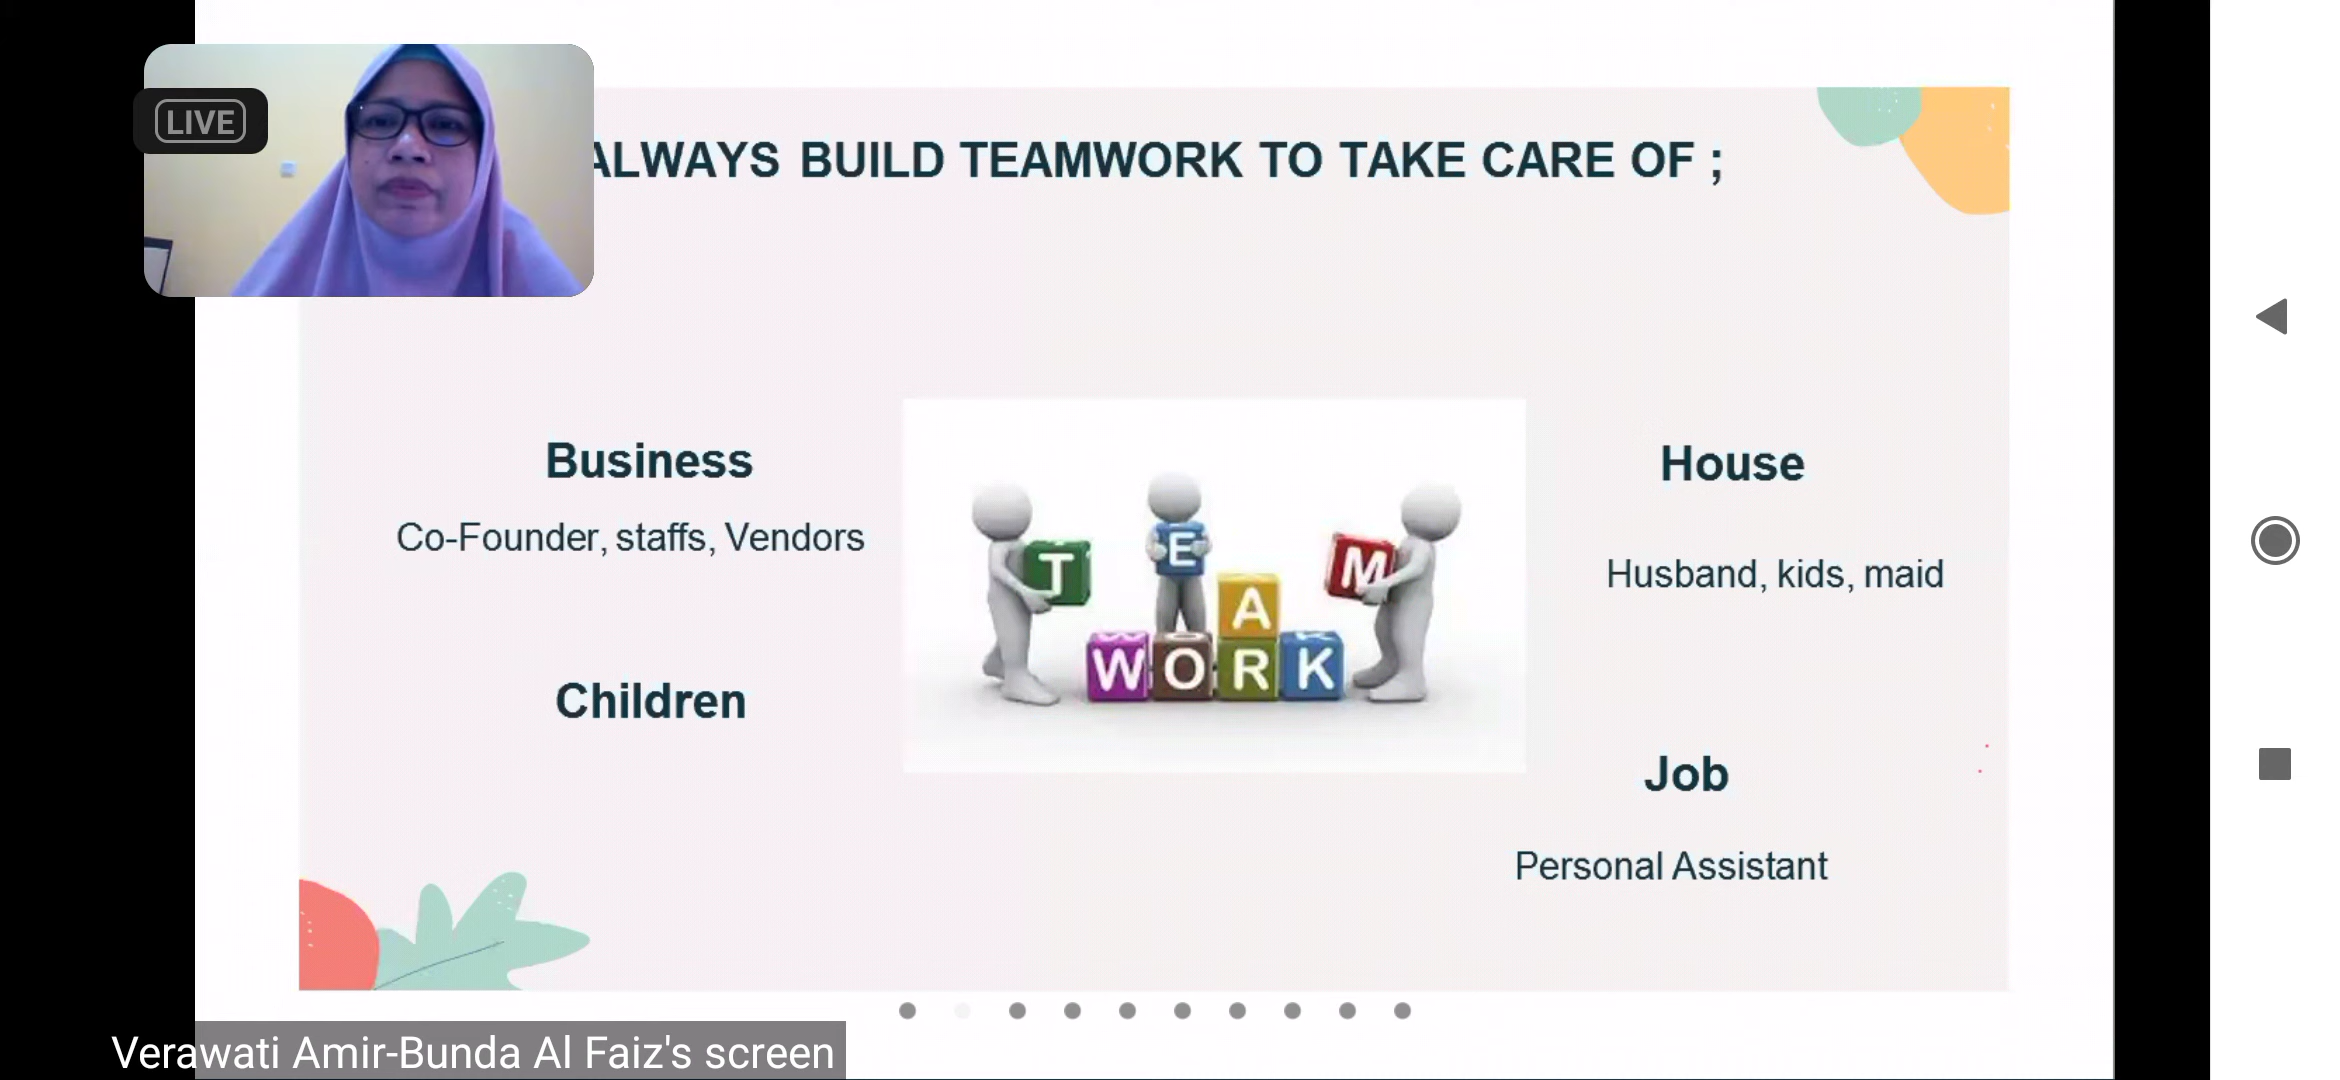 LIVE
ALWAYS BUILD TEAMWORK TO TAKE CARE OF ;
Business
Co-Founder, staffs, Vendors
Children
T E A M
W O R K
House
Husband, kids, maid
Job
Personal Assistant
Verawati Amir-Bunda Al Faiz's screen